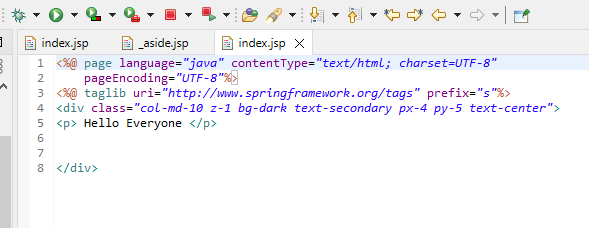 index.jsp _aside.jsp index.jsp
1 <%@ page language="java" contentType="text/html; charset=UTF-8"
2 pageEncoding="UTF-8"%>
3 <%@ taglib uri="http://www.springframework.org/tags" prefix="s"%>
4 <div class="col-md-10 z-1 bg-dark text-secondary px-4 py-5 text-center">
5 <p> Hello Everyone </p>
6
7
8 </div>